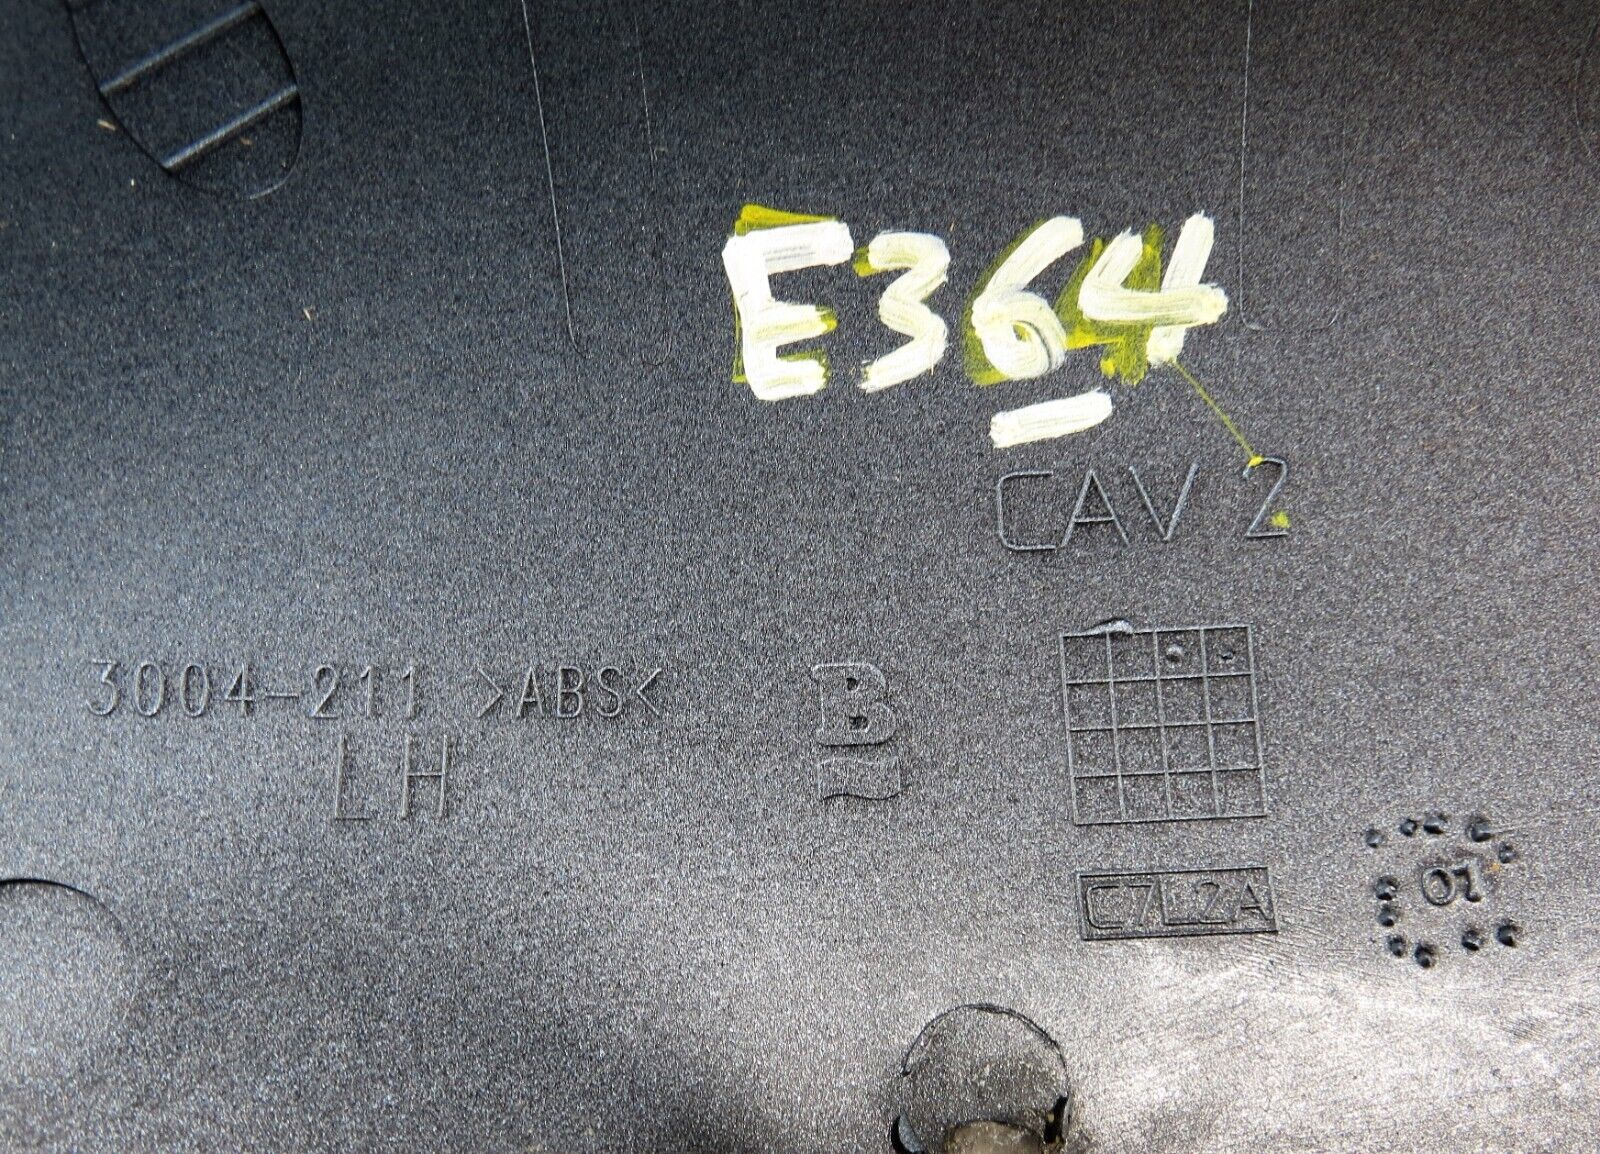 E364
CAV 2
3004-211 >ABS<
LH
B
C7L2A
07